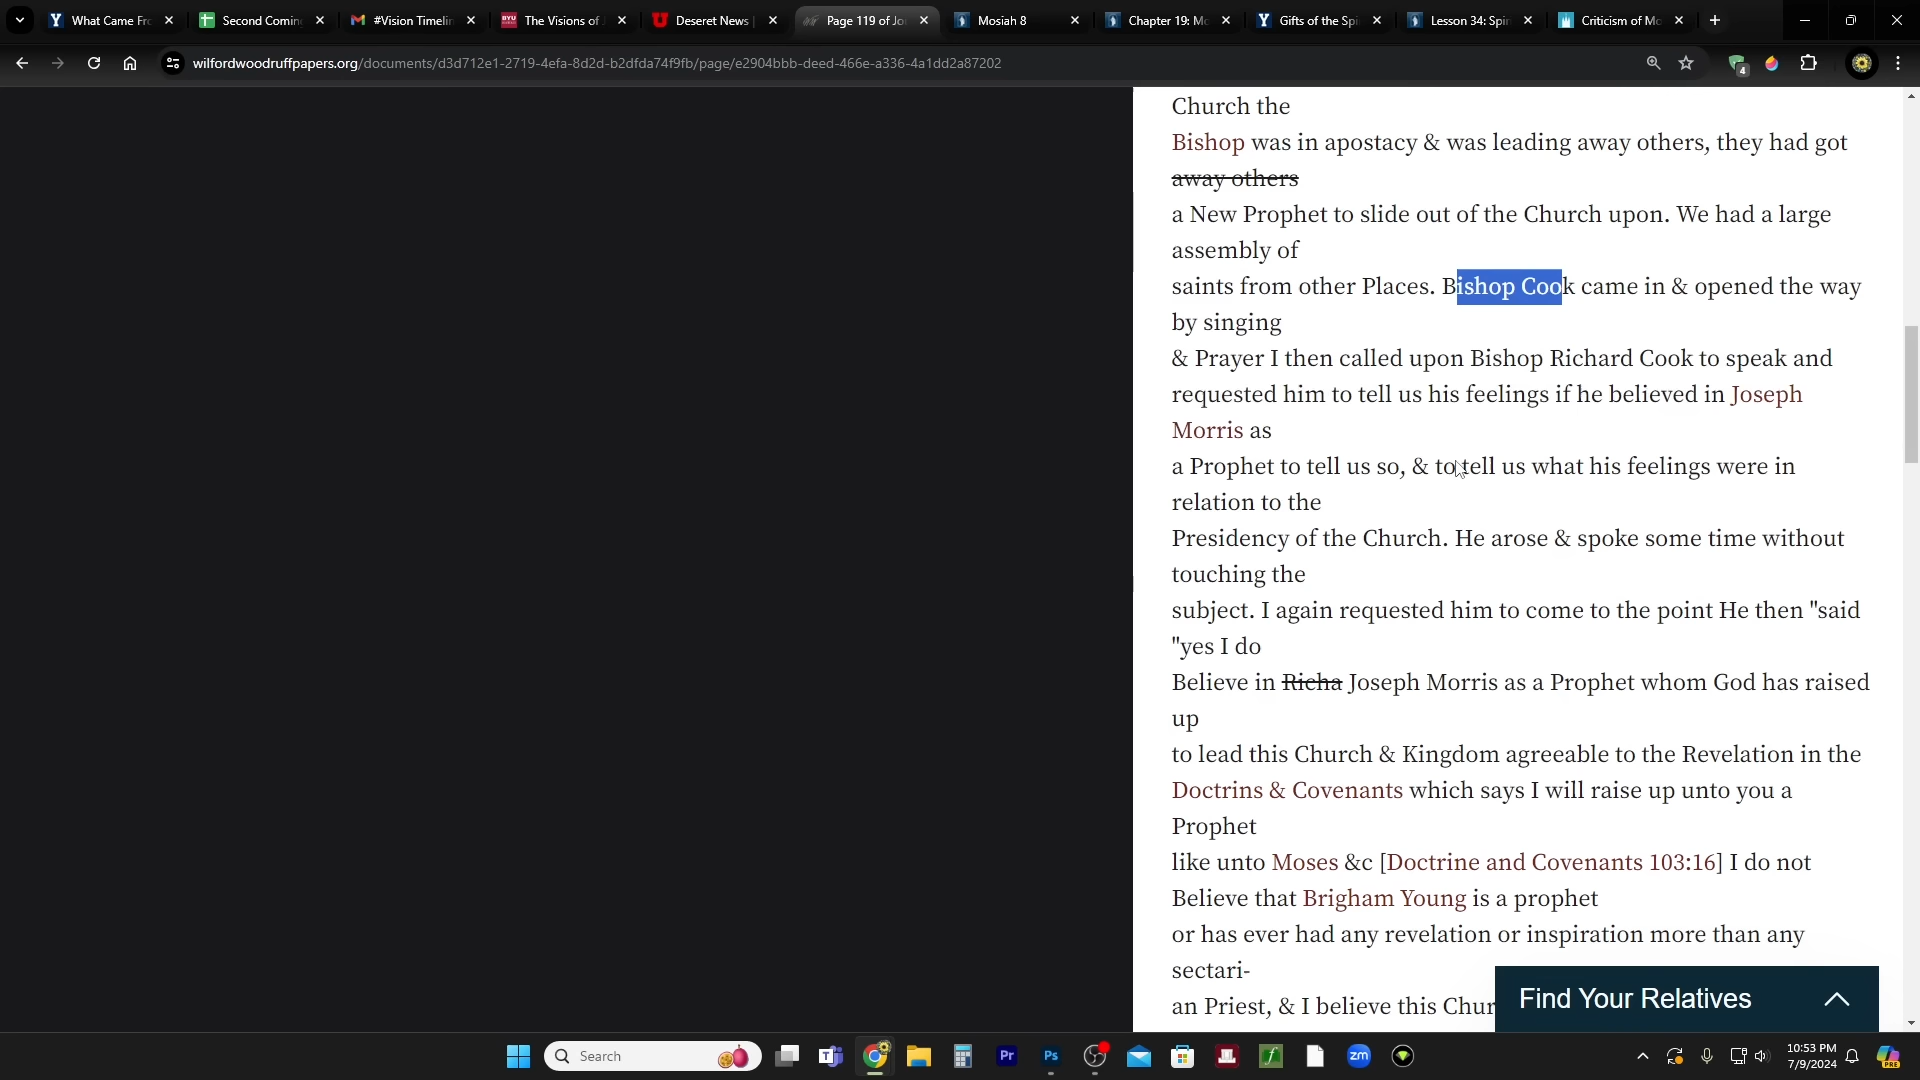 What Came Fro
Second Coming
#Vision Timelin
BYU
The Visions of J
Deseret News |
Page 119 of Jo
Mosiah 8
Chapter 19: Mo
Gifts of the Spi
Lesson 34: Spir
Criticism of Mo
wilfordwoodruffpapers.org/documents/d3d712e1-2719-4efa-8d2d-b2dfda74f9fb/page/e2904bbb-deed-466e-a336-4a1dd2a87202
4
Church the
Bishop was in apostacy & was leading away others, they had got
away others
a New Prophet to slide out of the Church upon. We had a large
assembly of
saints from other Places. Bishop Cook came in & opened the way
by singing
& Prayer I then called upon Bishop Richard Cook to speak and
requested him to tell us his feelings if he believed in Joseph
Morris as
a Prophet to tell us so, & to tell us what his feelings were in
relation to the
Presidency of the Church. He arose & spoke some time without
touching the
subject. I again requested him to come to the point He then "said
"yes I do
Believe in Richa Joseph Morris as a Prophet whom God has raised
up
to lead this Church & Kingdom agreeable to the Revelation in the
Doctrins & Covenants which says I will raise up unto you a
Prophet
like unto Moses &c [Doctrine and Covenants 103:16] I do not
Believe that Brigham Young is a prophet
or has ever had any revelation or inspiration more than any
sectari-
an Priest, & I believe this Chur
Find Your Relatives
Search
Pr
Ps
zm
10:53 PM
7/9/2024
PRE